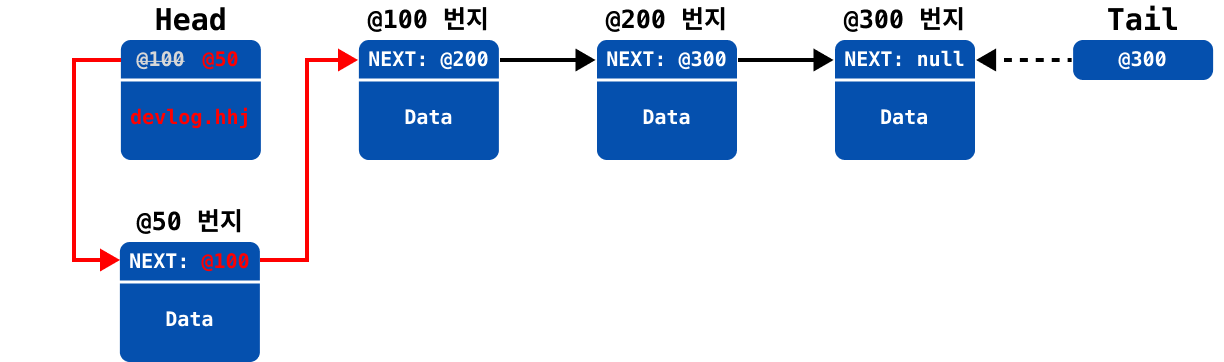 Head
@100 @50
devlog.hhj
@100 번지
NEXT: @200
Data
@200 번지
NEXT: @300
Data
@300 번지
NEXT: null
Data
Tail
@300
@50 번지
NEXT: @100
Data